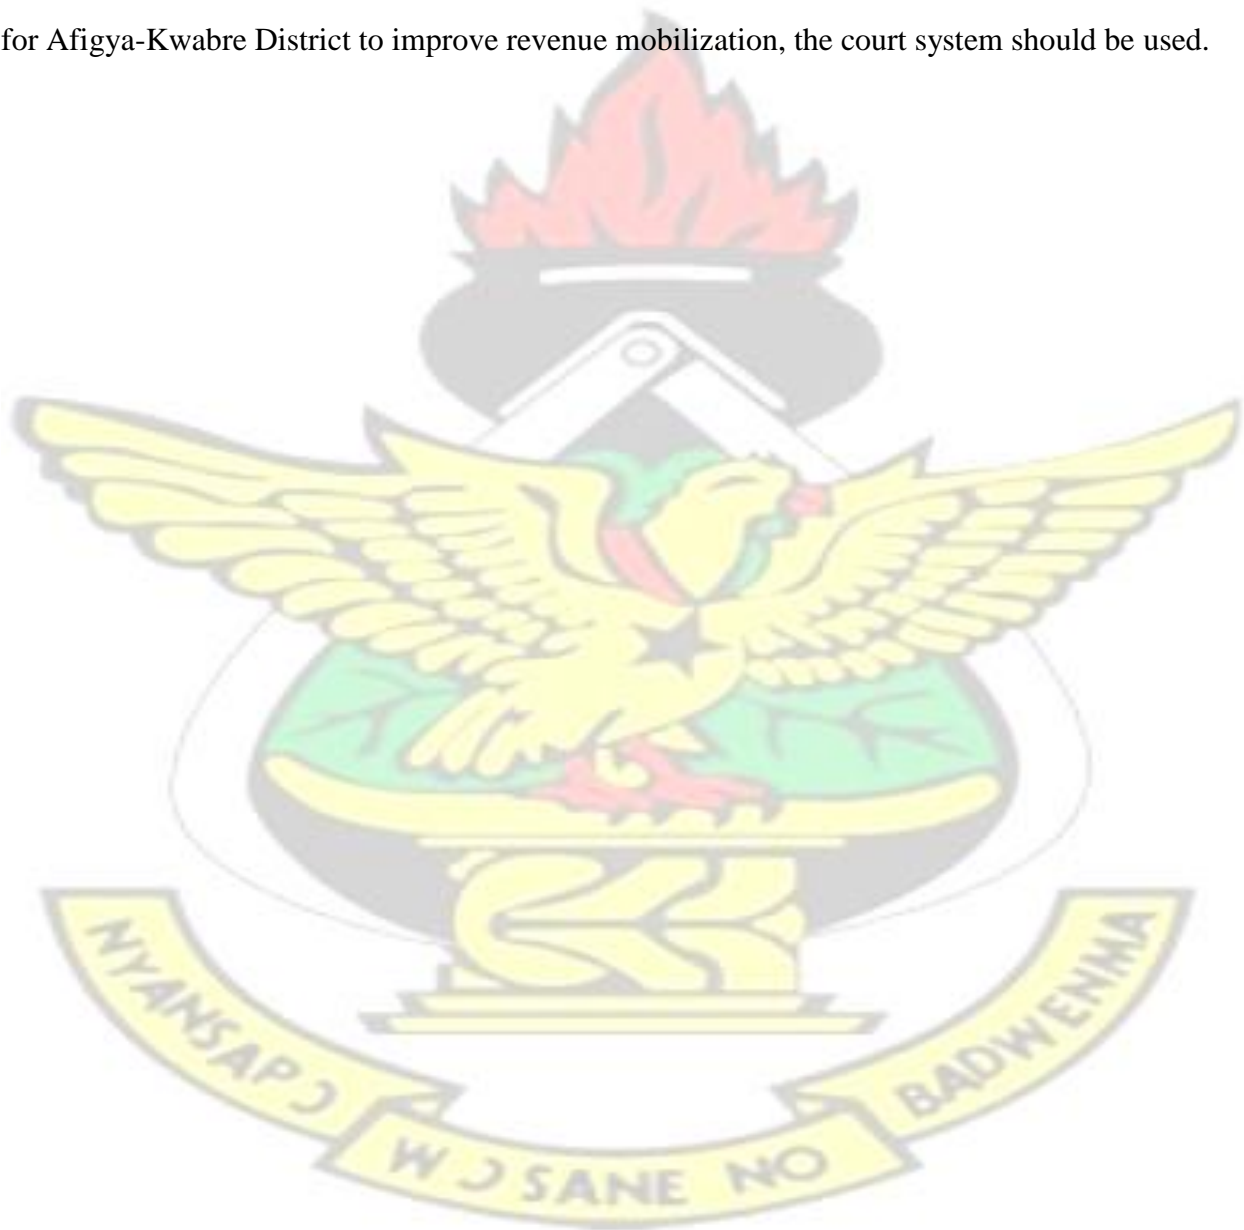 for Afigya-Kwabre District to improve revenue mobilization, the court system should be used.
NYANSAPƆ
WƆSANE NO
BADWENMA